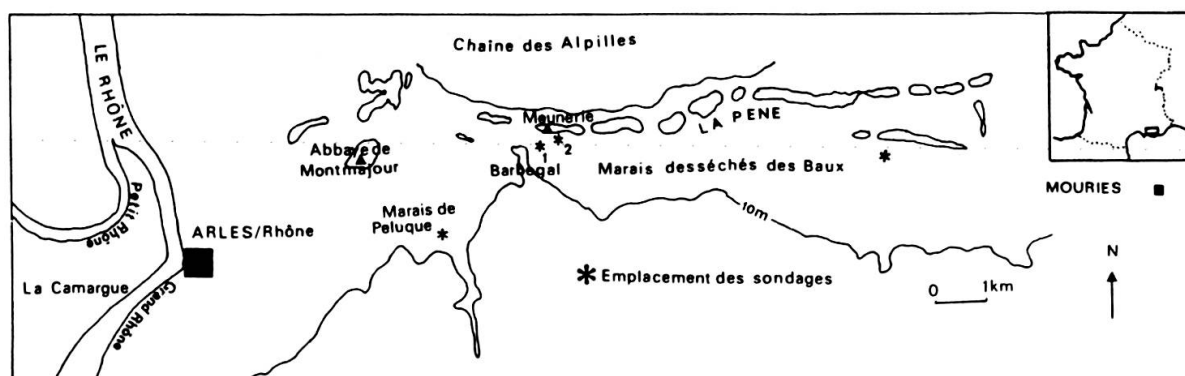 Chaîne des Alpilles
LE RHÔNE
Meunerie
LA PENE
Abbaye de
Montmajour
1
2
Barbegal
Marais desséchés des Baux
MOURIES
Petit Rhône
Marais de
Peluque
10m
ARLES/Rhône
La Camargue
Grand Rhône
Emplacement des sondages
0 1km
N